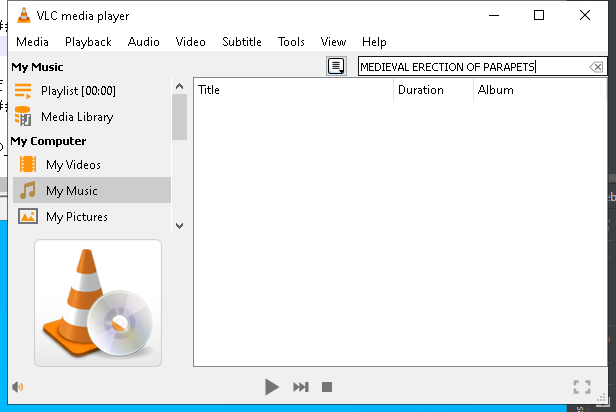 VLC media player
Media Playback Audio Video Subtitle Tools View Help
My Music
MEDIEVAL ERECTION OF PARAPETS
Playlist [00:00]
Media Library
My Computer
My Videos
My Music
My Pictures
Title Duration Album